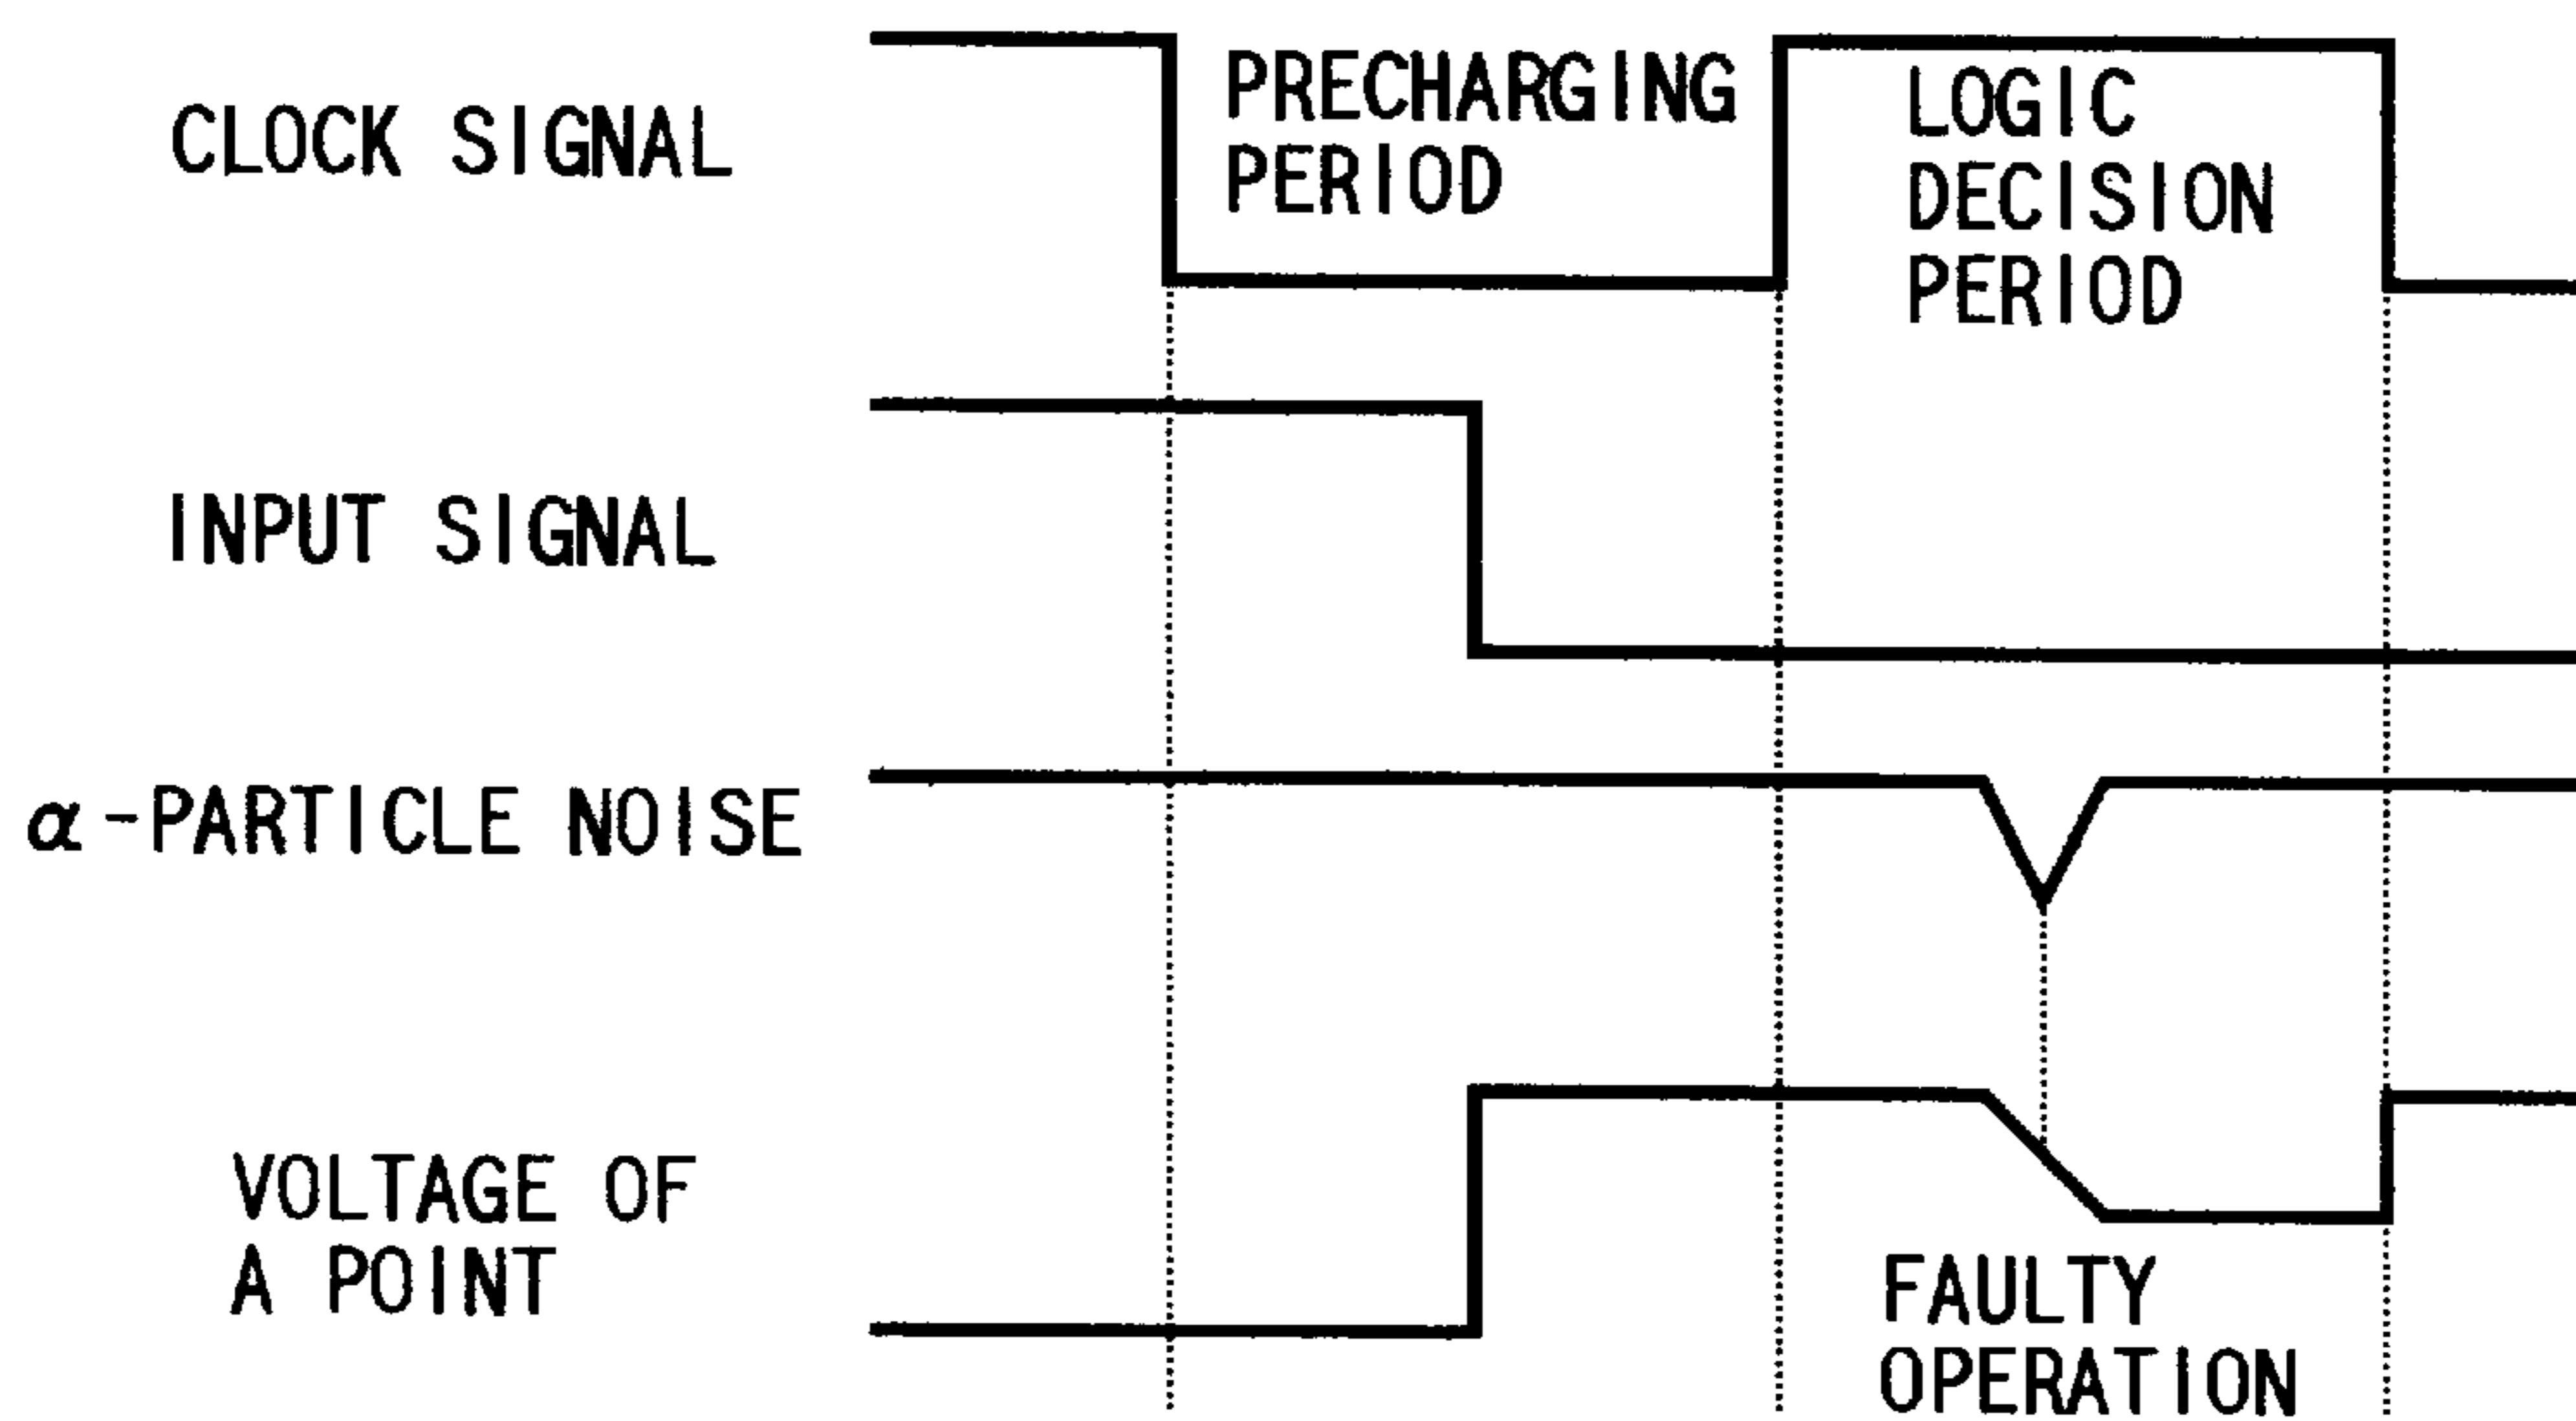 CLOCK SIGNAL
PRECHARGING
PERIOD
LOGIC
DECISION
PERIOD
INPUT SIGNAL
α-PARTICLE NOISE
VOLTAGE OF
A POINT
FAULTY
OPERATION